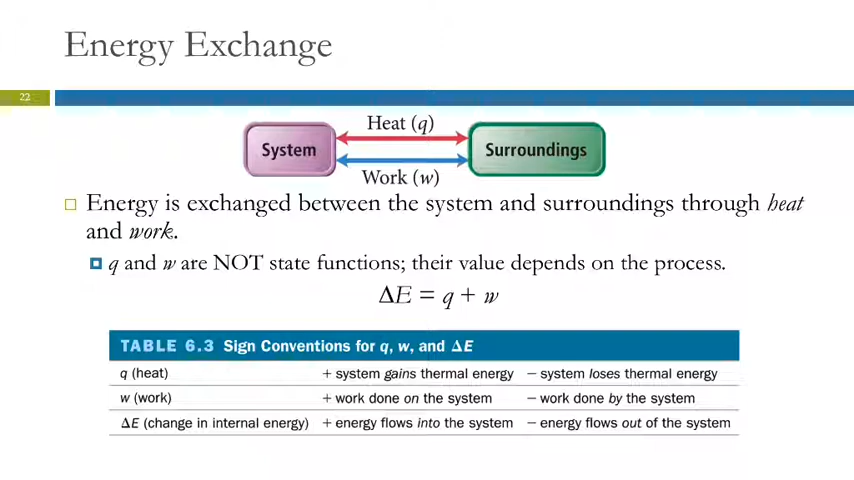 Energy Exchange
22
Heat (q)
System
Surroundings
Work (w)
Energy is exchanged between the system and surroundings through heat
and work.
q and w are NOT state functions; their value depends on the process.
ΔE = q + w
TABLE 6.3 Sign Conventions for q, w, and ΔE
q (heat) + system gains thermal energy − system loses thermal energy
w (work) + work done on the system − work done by the system
ΔE (change in internal energy) + energy flows into the system − energy flows out of the system